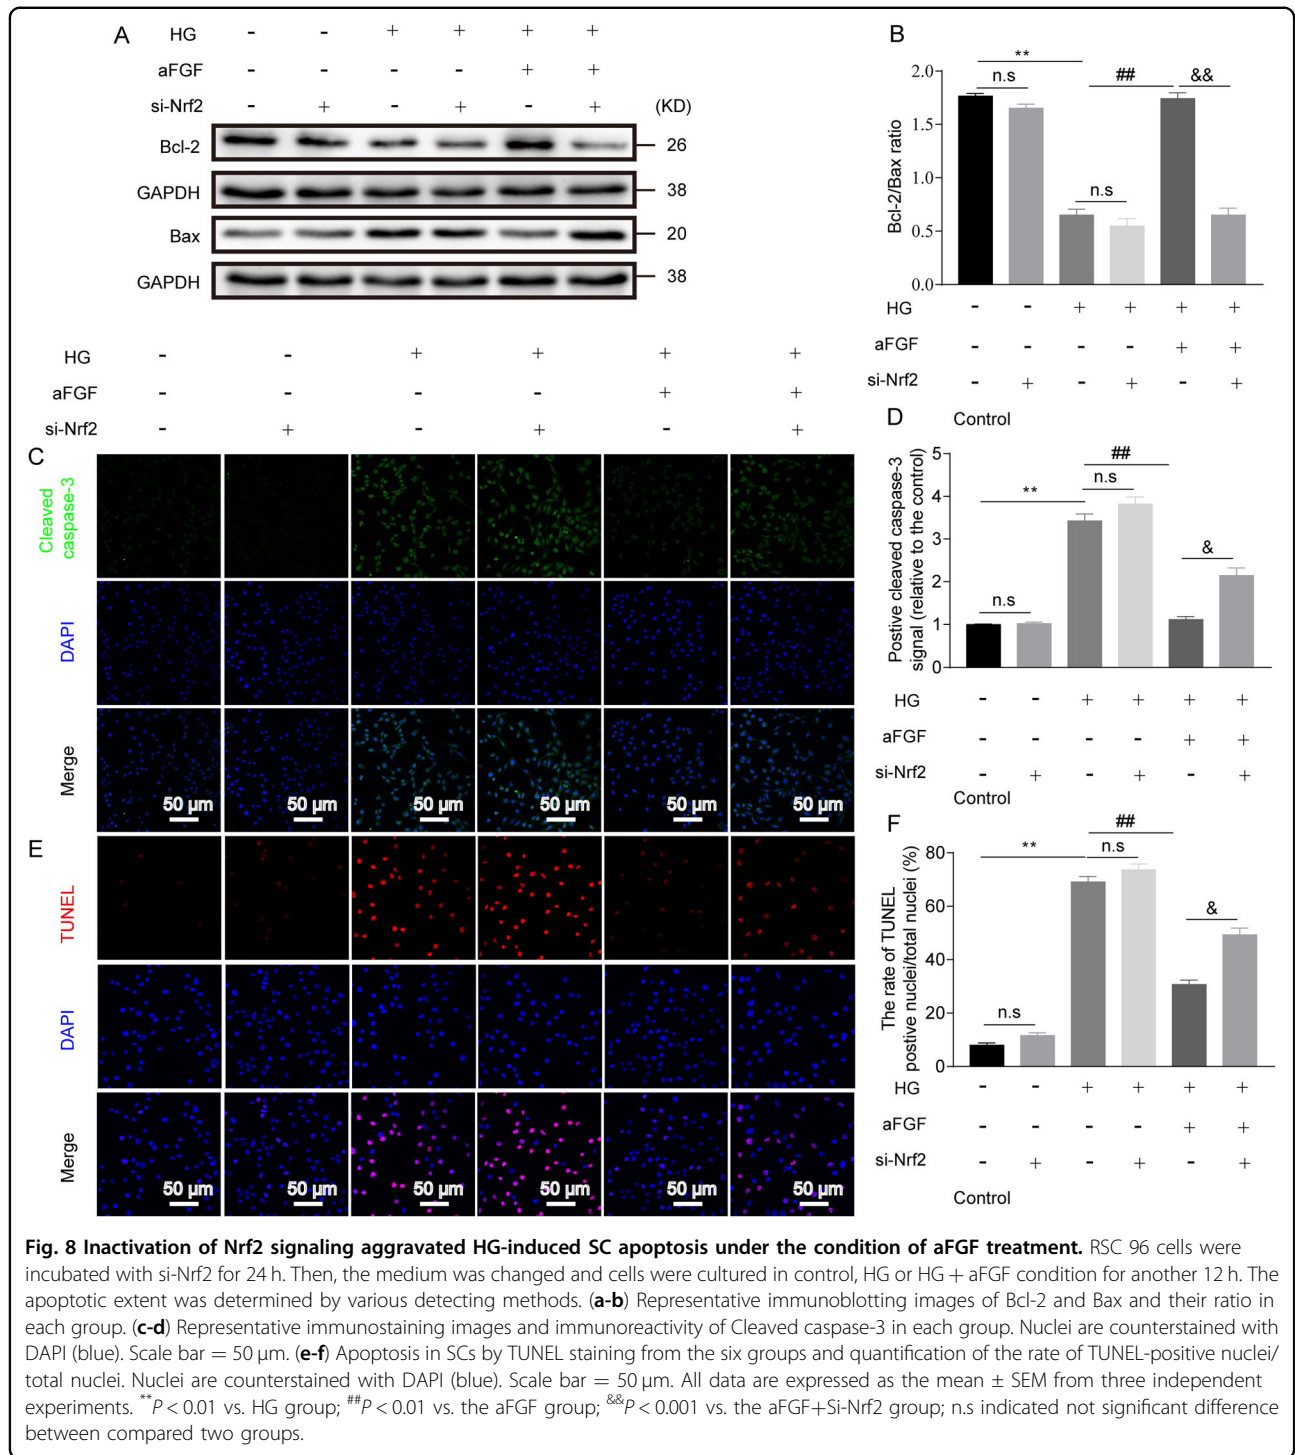 A
HG - - + + + +
aFGF - - - - + +
si-Nrf2 - + - + - + (KD)
Bcl-2 26
GAPDH 38
Bax 20
GAPDH 38
B
** ## &&
n.s n.s
Bcl-2/Bax ratio
2.0
1.5
1.0
0.5
0.0
HG - - + + + +
aFGF - - - - + +
si-Nrf2 - + - + - +
Control
HG - - + + + +
aFGF - - - - + +
si-Nrf2 - + - + - +
C
Cleaved
caspase-3
DAPI
Merge
50 µm 50 µm 50 µm 50 µm 50 µm 50 µm
D
Postive cleaved caspase-3
signal (relative to the control)
5
4
3
2
1
0
n.s ** n.s ## &
HG - - + + + +
aFGF - - - - + +
si-Nrf2 - + - + - +
Control
E
TUNEL
DAPI
Merge
50 µm 50 µm 50 µm 50 µm 50 µm 50 µm
F
The rate of TUNEL
postive nuclei/total nuclei (%)
80
60
40
20
0
n.s ** n.s ## &
HG - - + + + +
aFGF - - - - + +
si-Nrf2 - + - + - +
Control
Fig. 8 Inactivation of Nrf2 signaling aggravated HG-induced SC apoptosis under the condition of aFGF treatment. RSC 96 cells were
incubated with si-Nrf2 for 24 h. Then, the medium was changed and cells were cultured in control, HG or HG + aFGF condition for another 12 h. The
apoptotic extent was determined by various detecting methods. (a-b) Representative immunoblotting images of Bcl-2 and Bax and their ratio in
each group. (c-d) Representative immunostaining images and immunoreactivity of Cleaved caspase-3 in each group. Nuclei are counterstained with
DAPI (blue). Scale bar = 50 µm. (e-f) Apoptosis in SCs by TUNEL staining from the six groups and quantification of the rate of TUNEL-positive nuclei/
total nuclei. Nuclei are counterstained with DAPI (blue). Scale bar = 50 µm. All data are expressed as the mean ± SEM from three independent
experiments. **P < 0.01 vs. HG group; ##P < 0.01 vs. the aFGF group; &&P < 0.001 vs. the aFGF+Si-Nrf2 group; n.s indicated not significant difference
between compared two groups.